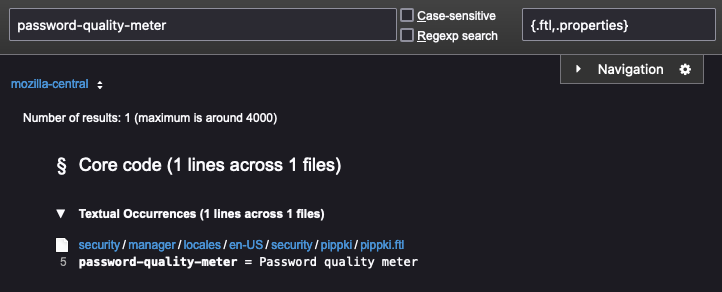 password-quality-meter
Case-sensitive
Regexp search
{.ftl,.properties}
Navigation
mozilla-central
Number of results: 1 (maximum is around 4000)
§ Core code (1 lines across 1 files)
▼ Textual Occurrences (1 lines across 1 files)
security/manager/locales/en-US/security/pippki/pippki.ftl
5 password-quality-meter = Password quality meter